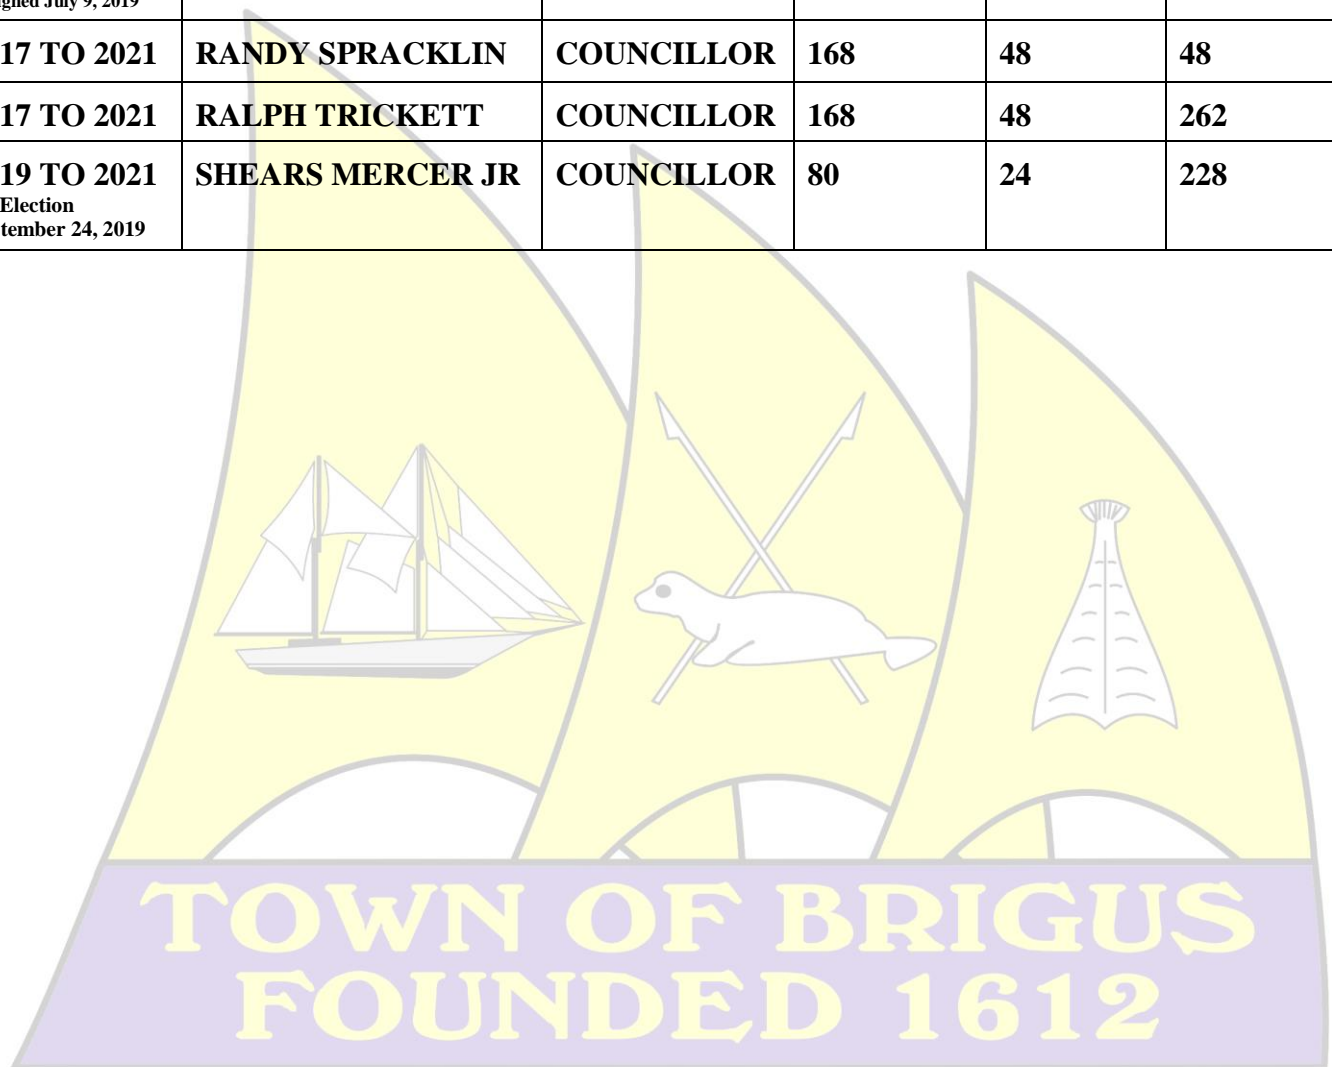 July 9, 2019
17 TO 2021 RANDY SPRACKLIN COUNCILLOR 168 48 48
17 TO 2021 RALPH TRICKETT COUNCILLOR 168 48 262
19 TO 2021 SHEARS MERCER JR COUNCILLOR 80 24 228
Election
tember 24, 2019
TOWN OF BRIGUS
FOUNDED 1612